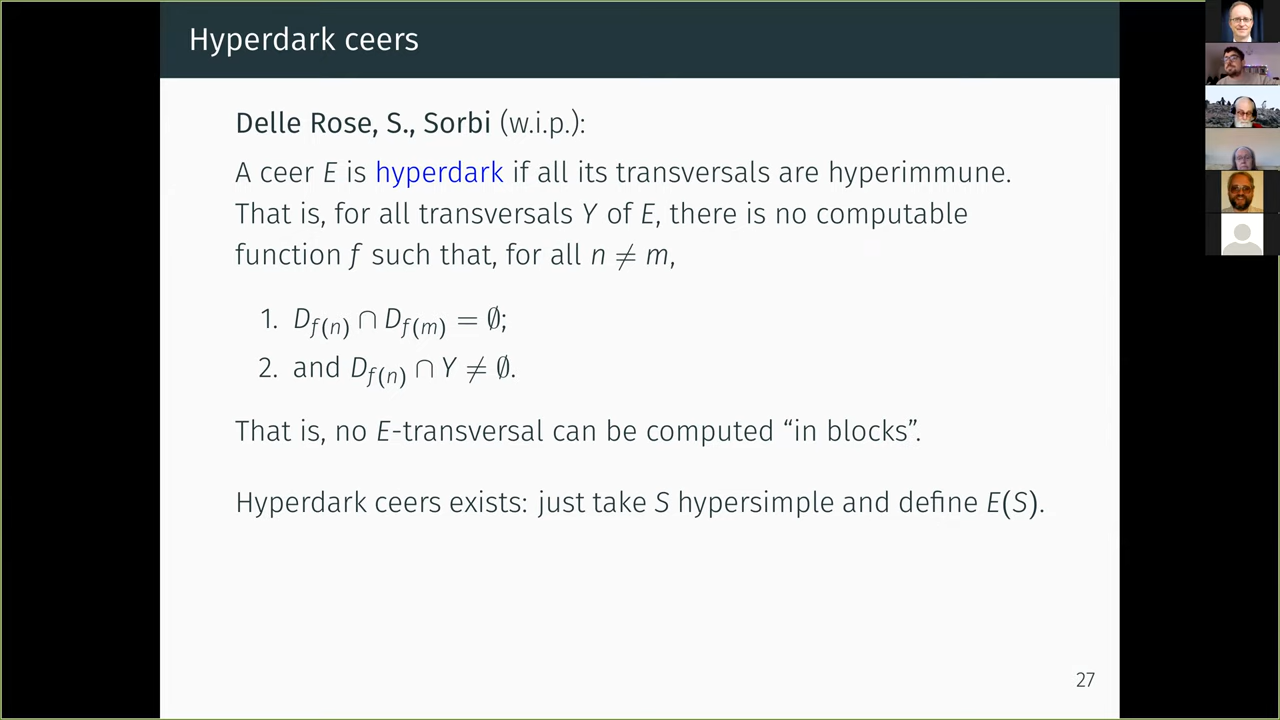 Hyperdark ceers
Delle Rose, S., Sorbi (w.i.p.):
A ceer E is hyperdark if all its transversals are hyperimmune.
That is, for all transversals Y of E, there is no computable
function f such that, for all n ≠ m,
1. D_{f(n)} ∩ D_{f(m)} = ∅;
2. and D_{f(n)} ∩ Y ≠ ∅.
That is, no E-transversal can be computed “in blocks”.
Hyperdark ceers exists: just take S hypersimple and define E(S).
27